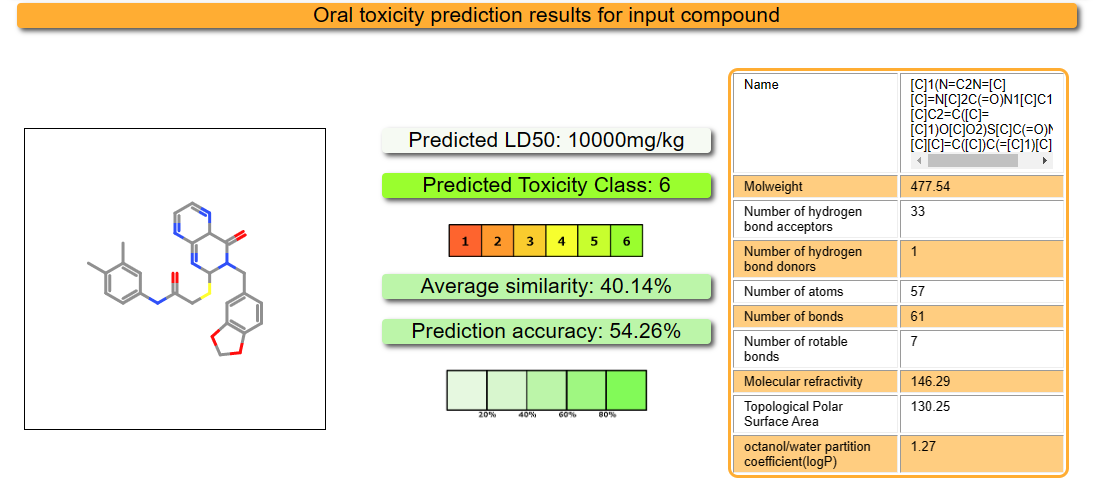 Oral toxicity prediction results for input compound
Predicted LD50: 10000mg/kg
Predicted Toxicity Class: 6
1 2 3 4 5 6
Average similarity: 40.14%
Prediction accuracy: 54.26%
20% 40% 60% 80%
Name
[C]1(N=C2N=[C]
[C]=N[C]2C(=O)N1[C]C1
[C]C2=C([C]=
[C]1)O[C]O2)S[C]C(=O)N
[C][C]=C([C])C(=[C]1)[C]
Molweight 477.54
Number of hydrogen
bond acceptors
33
Number of hydrogen
bond donors
1
Number of atoms 57
Number of bonds 61
Number of rotable
bonds
7
Molecular refractivity 146.29
Topological Polar
Surface Area
130.25
octanol/water partition
coefficient(logP)
1.27